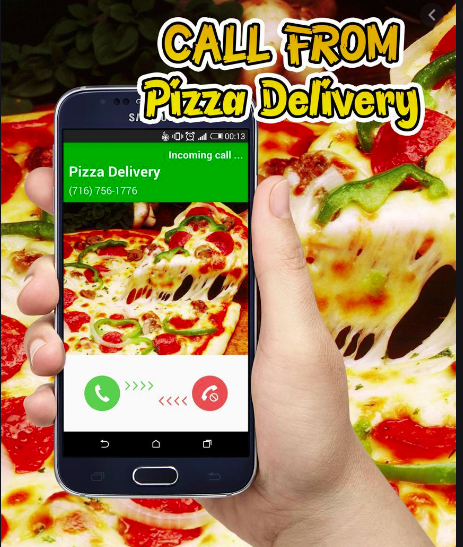 CALL FROM
Pizza Delivery
00:13
Incoming call ...
Pizza Delivery
(716) 756-1776